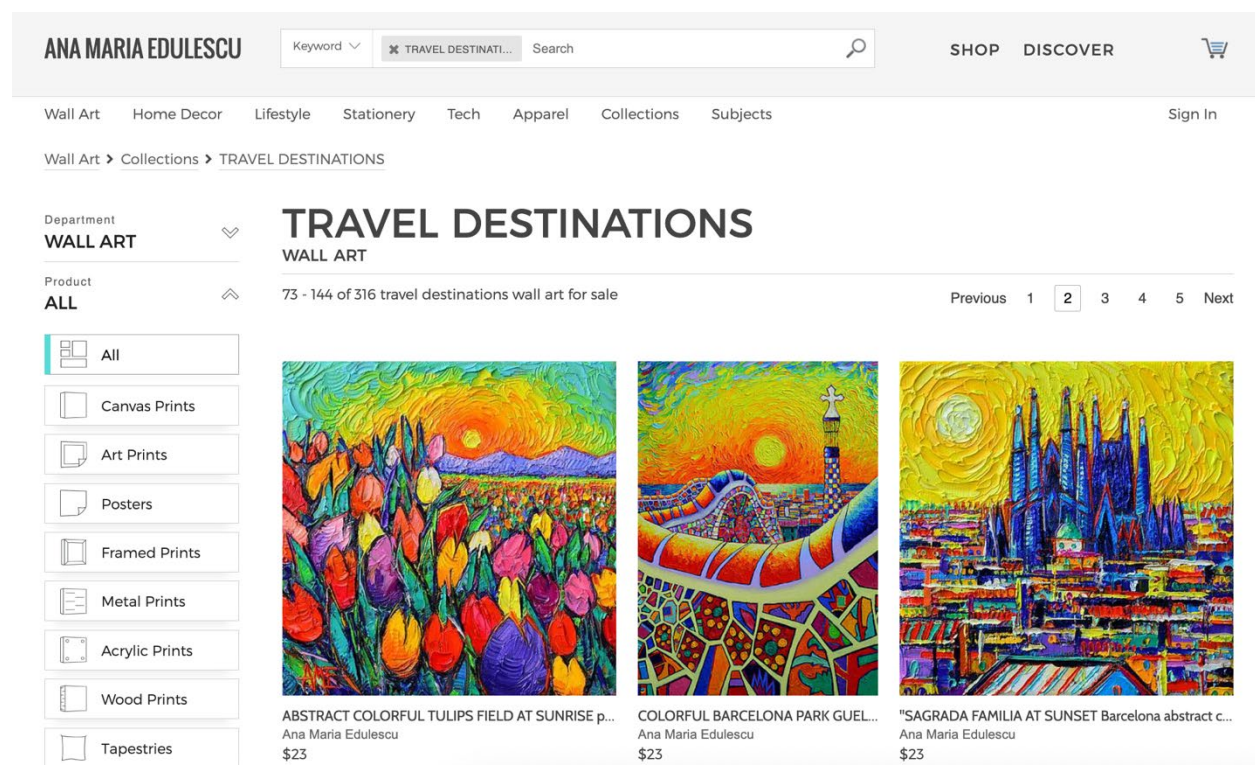 ANA MARIA EDULESCU
Keyword
✖ TRAVEL DESTINATI...
Search
SHOP DISCOVER
Wall Art Home Decor Lifestyle Stationery Tech Apparel Collections Subjects Sign In
Wall Art > Collections > TRAVEL DESTINATIONS
Department
WALL ART
Product
ALL
All
Canvas Prints
Art Prints
Posters
Framed Prints
Metal Prints
Acrylic Prints
Wood Prints
Tapestries
TRAVEL DESTINATIONS
WALL ART
73 - 144 of 316 travel destinations wall art for sale
Previous 1 2 3 4 5 Next
ABSTRACT COLORFUL TULIPS FIELD AT SUNRISE p...
Ana Maria Edulescu
$23
COLORFUL BARCELONA PARK GUEL...
Ana Maria Edulescu
$23
"SAGRADA FAMILIA AT SUNSET Barcelona abstract c...
Ana Maria Edulescu
$23